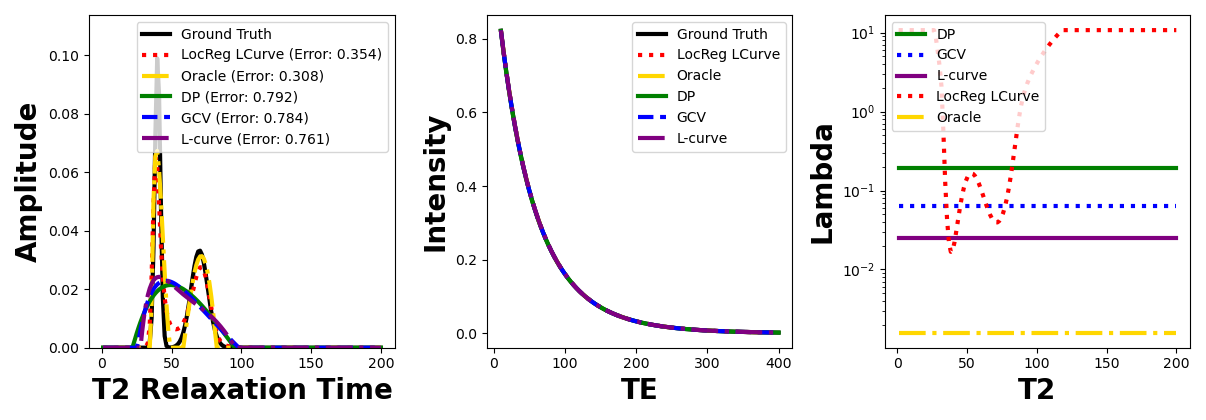 Ground Truth
LocReg LCurve (Error: 0.354)
Oracle (Error: 0.308)
DP (Error: 0.792)
GCV (Error: 0.784)
L-curve (Error: 0.761)
0.10
0.08
0.06
0.04
0.02
0.00
Amplitude
0 50 100 150 200
T2 Relaxation Time
Ground Truth
LocReg LCurve
Oracle
DP
GCV
L-curve
0.8
0.6
0.4
0.2
0.0
Intensity
0 100 200 300 400
TE
DP
GCV
L-curve
LocReg LCurve
Oracle
10¹
10⁰
10⁻¹
10⁻²
Lambda
0 50 100 150 200
T2